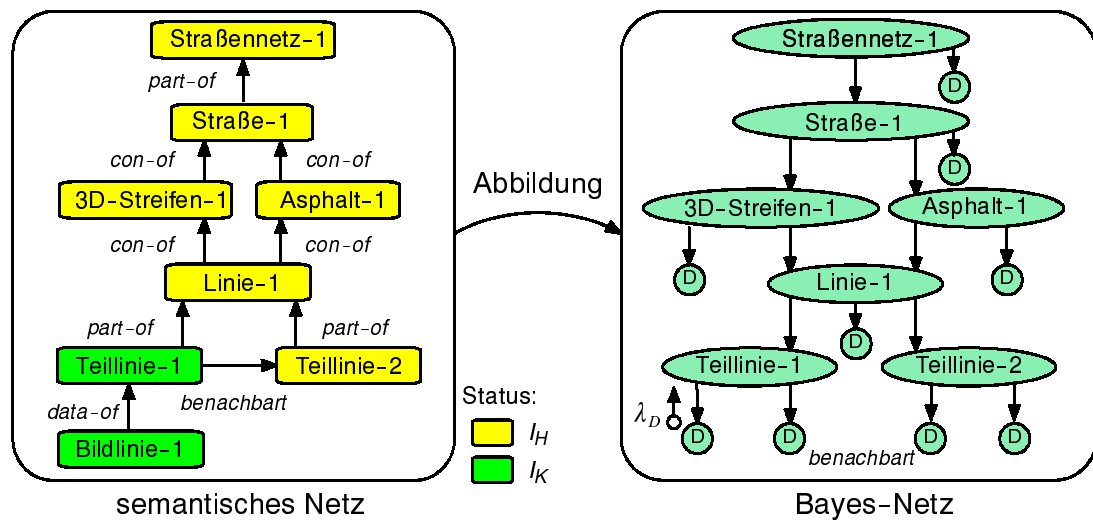 Straßennetz-1
part-of
Straße-1
con-of
con-of
3D-Streifen-1
Asphalt-1
con-of
con-of
Linie-1
part-of
part-of
Teillinie-1
Teillinie-2
benachbart
data-of
Bildlinie-1
semantisches Netz
Abbildung
Status:
I_H
I_K
Straßennetz-1
D
Straße-1
D
3D-Streifen-1
Asphalt-1
D
D
Linie-1
D
Teillinie-1
Teillinie-2
λ_D
D
D
D
D
benachbart
Bayes-Netz